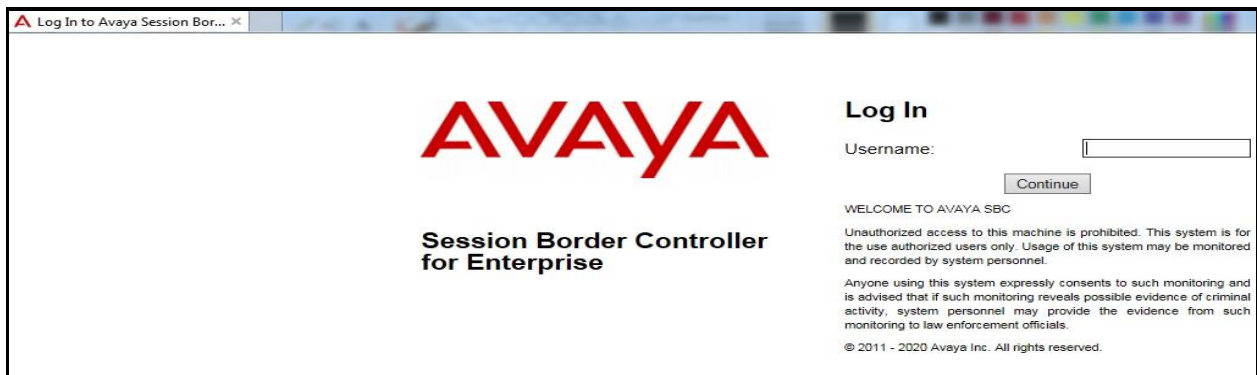 Log In to Avaya Session Bor...
AVAYA
Session Border Controller
for Enterprise
Log In
Username:
Continue
WELCOME TO AVAYA SBC
Unauthorized access to this machine is prohibited. This system is for
the use authorized users only. Usage of this system may be monitored
and recorded by system personnel.
Anyone using this system expressly consents to such monitoring and
is advised that if such monitoring reveals possible evidence of criminal
activity, system personnel may provide the evidence from such
monitoring to law enforcement officials.
© 2011 - 2020 Avaya Inc. All rights reserved.